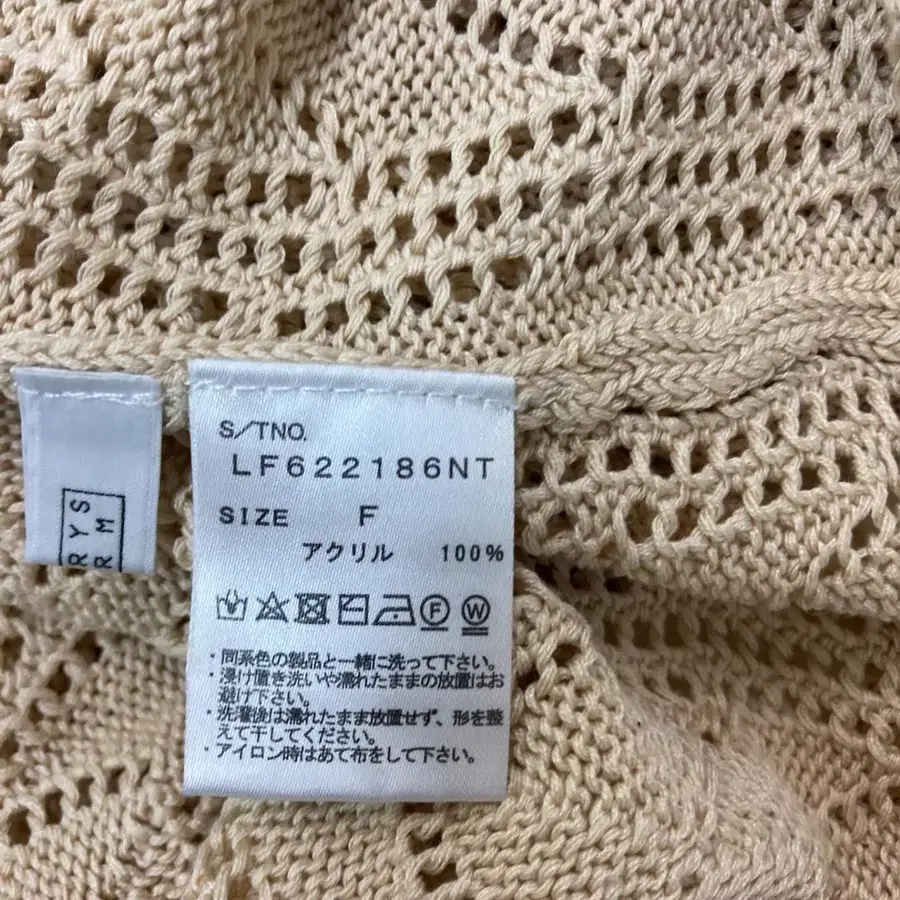 S/TNO.
LF622186NT
SIZE F
アクリル 100%
F W
・同系色の製品と一緒に洗って下さい。
・浸け置き洗いや濡れたままの放置はお
避け下さい。
・洗濯後は濡れたまま放置せず、形を整
えて干してください。
・アイロン時はあて布をして下さい。
RYS
RM